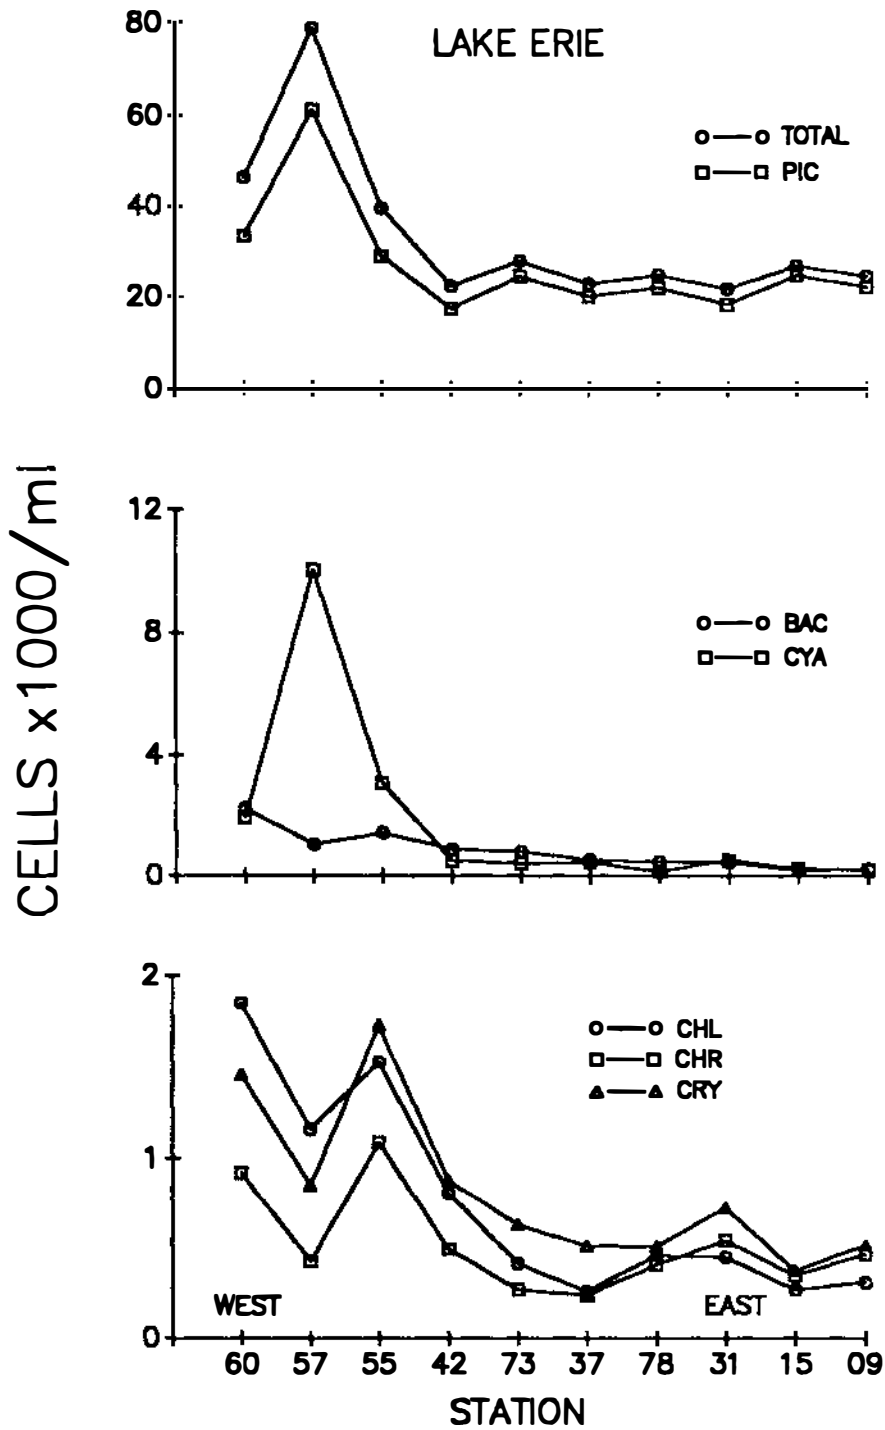 LAKE ERIE
80
60
40
20
0
TOTAL
PIC
CELLS x1000/ml
12
8
4
0
BAC
CYA
2
1
0
CHL
CHR
CRY
WEST EAST
60 57 55 42 73 37 78 31 15 09
STATION